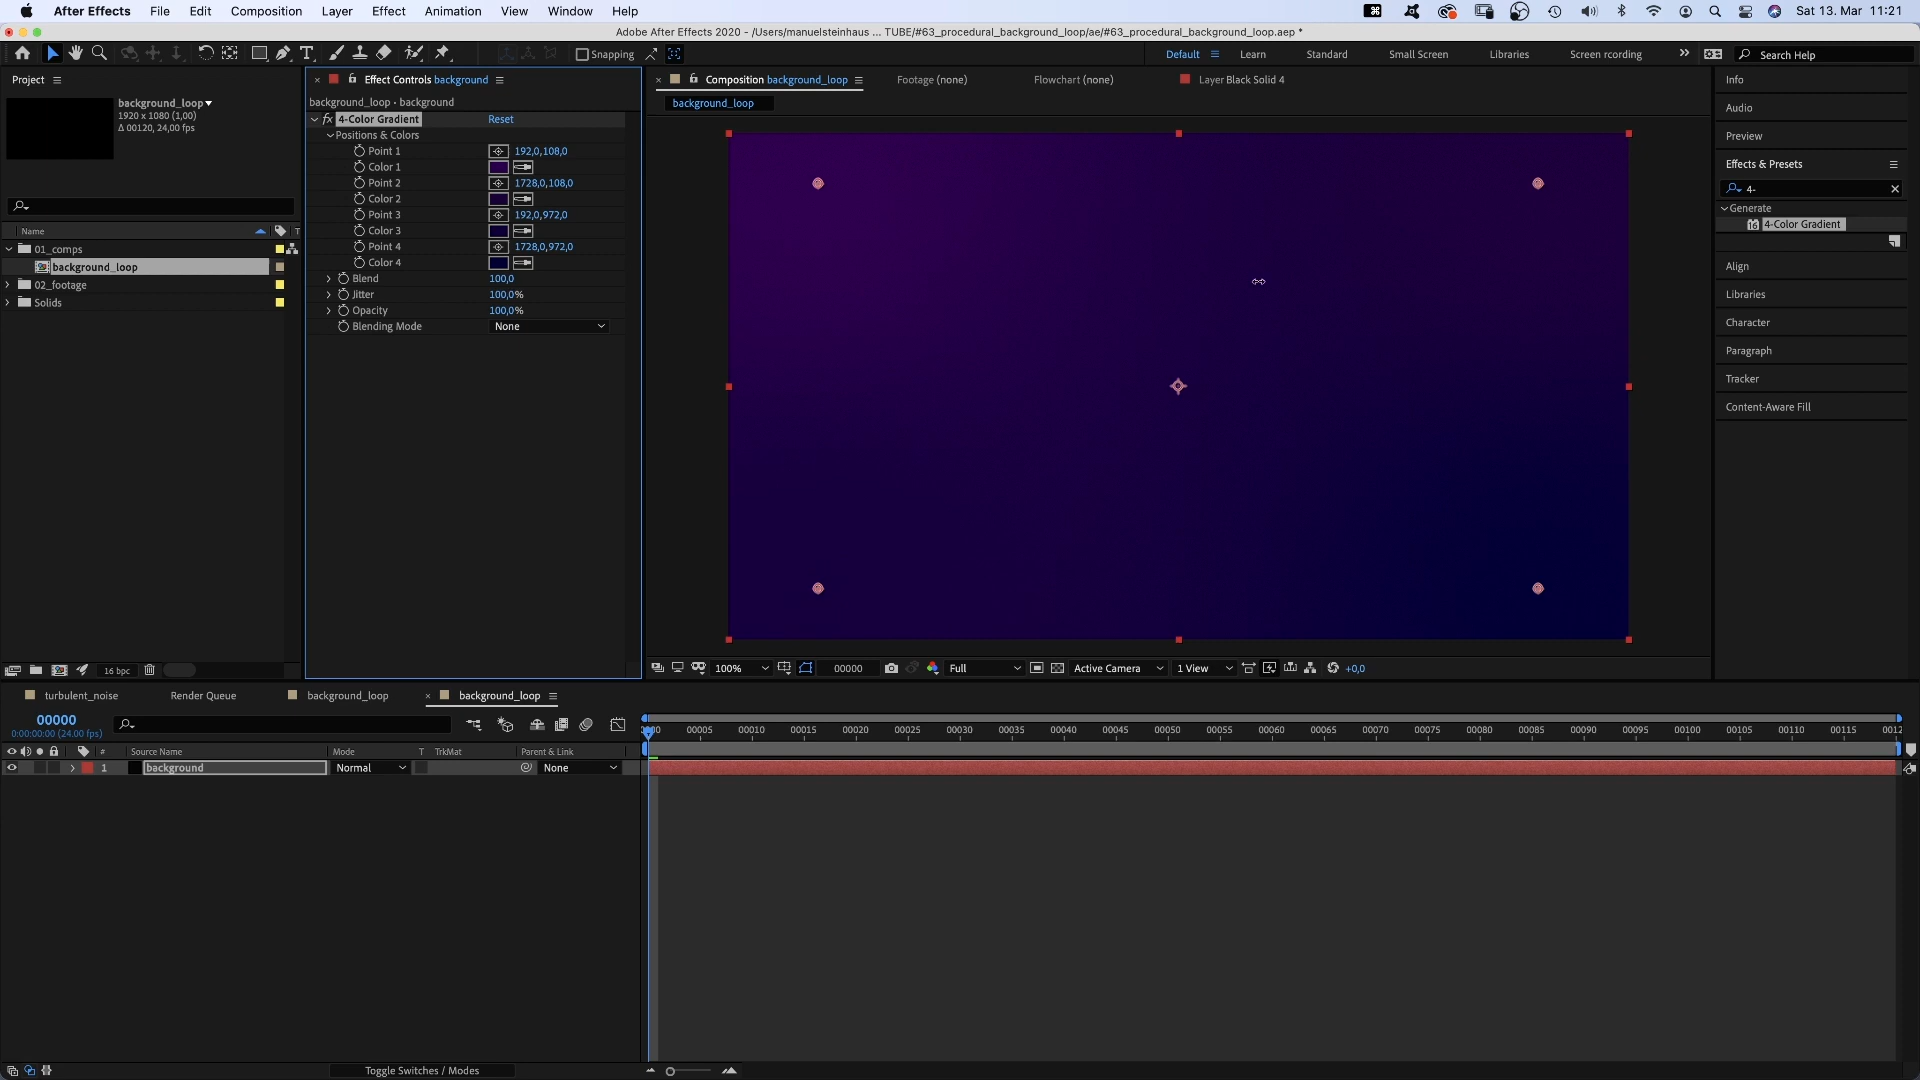 After Effects File Edit Composition Layer Effect Animation View Window Help Sat 13. Mar 11:21
Adobe After Effects 2020 - /Users/manuelsteinhaus ... TUBE/#63_procedural_background_loop/ae/#63_procedural_background_loop.aep *
Snapping Default Learn Standard Small Screen Libraries Screen rcording Search Help
Project
background_loop
1920 x 1080 (1,00)
Δ 00120, 24,00 fps
Name T
01_comps
background_loop
02_footage
Solids
16 bpc
Effect Controls background
background_loop • background
fx 4-Color Gradient Reset
Positions & Colors
Point 1 192,0,108,0
Color 1
Point 2 1728,0,108,0
Color 2
Point 3 192,0,972,0
Color 3
Point 4 1728,0,972,0
Color 4
Blend 100,0
Jitter 100,0%
Opacity 100,0%
Blending Mode None
Composition background_loop Footage (none) Flowchart (none) Layer Black Solid 4
background_loop
100% 00000 Full Active Camera 1 View +0,0
Info
Audio
Preview
Effects & Presets
4-
Generate
16 4-Color Gradient
Align
Libraries
Character
Paragraph
Tracker
Content-Aware Fill
turbulent_noise Render Queue background_loop background_loop
00000
0:00:00:00 (24.00 fps)
# Source Name Mode T TrkMat Parent & Link
1 background Normal None
00005 00010 00015 00020 00025 00030 00035 00040 00045 00050 00055 00060 00065 00070 00075 00080 00085 00090 00095 00100 00105 00110 00115 0012
Toggle Switches / Modes